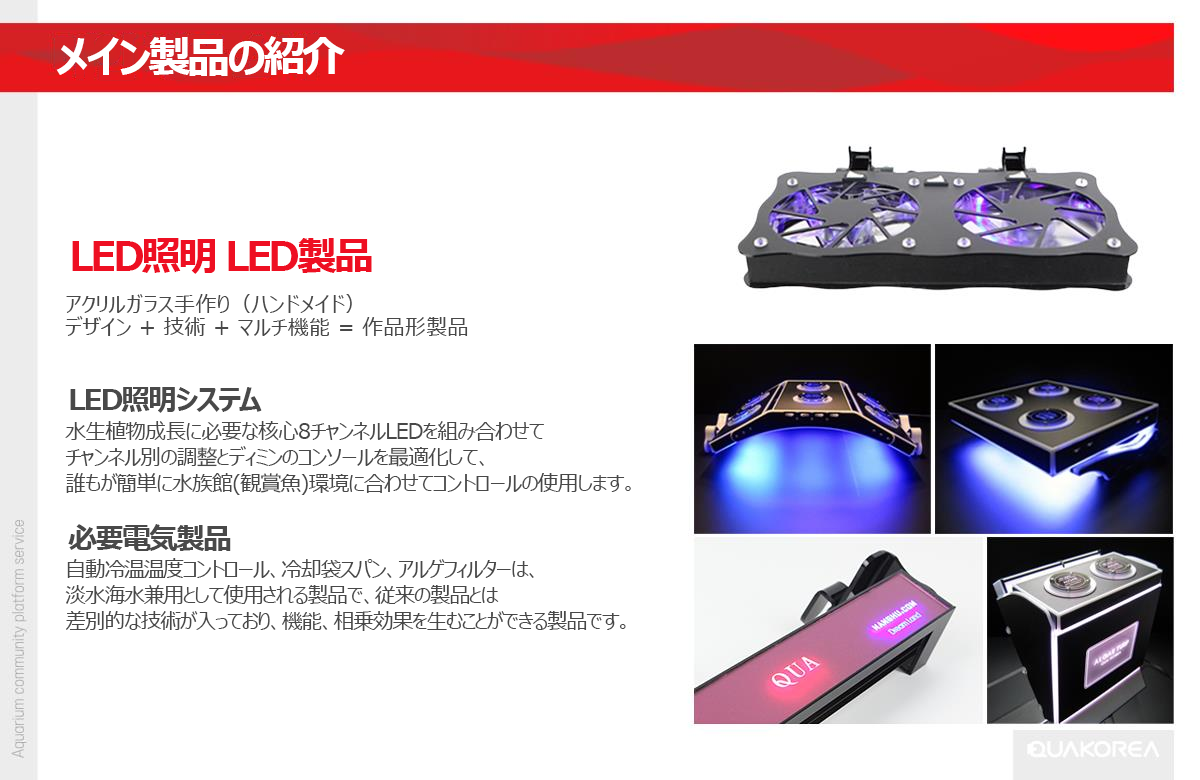 メイン製品の紹介
LED照明 LED製品
アクリルガラス手作り（ハンドメイド）
デザイン + 技術 + マルチ機能 = 作品形製品
LED照明システム
水生植物成長に必要な核心8チャンネルLEDを組み合わせて
チャンネル別の調整とディミンのコンソールを最適化して、
誰もが簡単に水族館(観賞魚)環境に合わせてコントロールの使用します。
必要電気製品
自動冷温温度コントロール、冷却袋スパン、アルゲフィルターは、
淡水海水兼用として使用される製品で、従来の製品とは
差別的な技術が入っており、機能、相乗効果を生むことができる製品です。
QUA
Dream Land
Aquarium community platform service
QUAKOREA